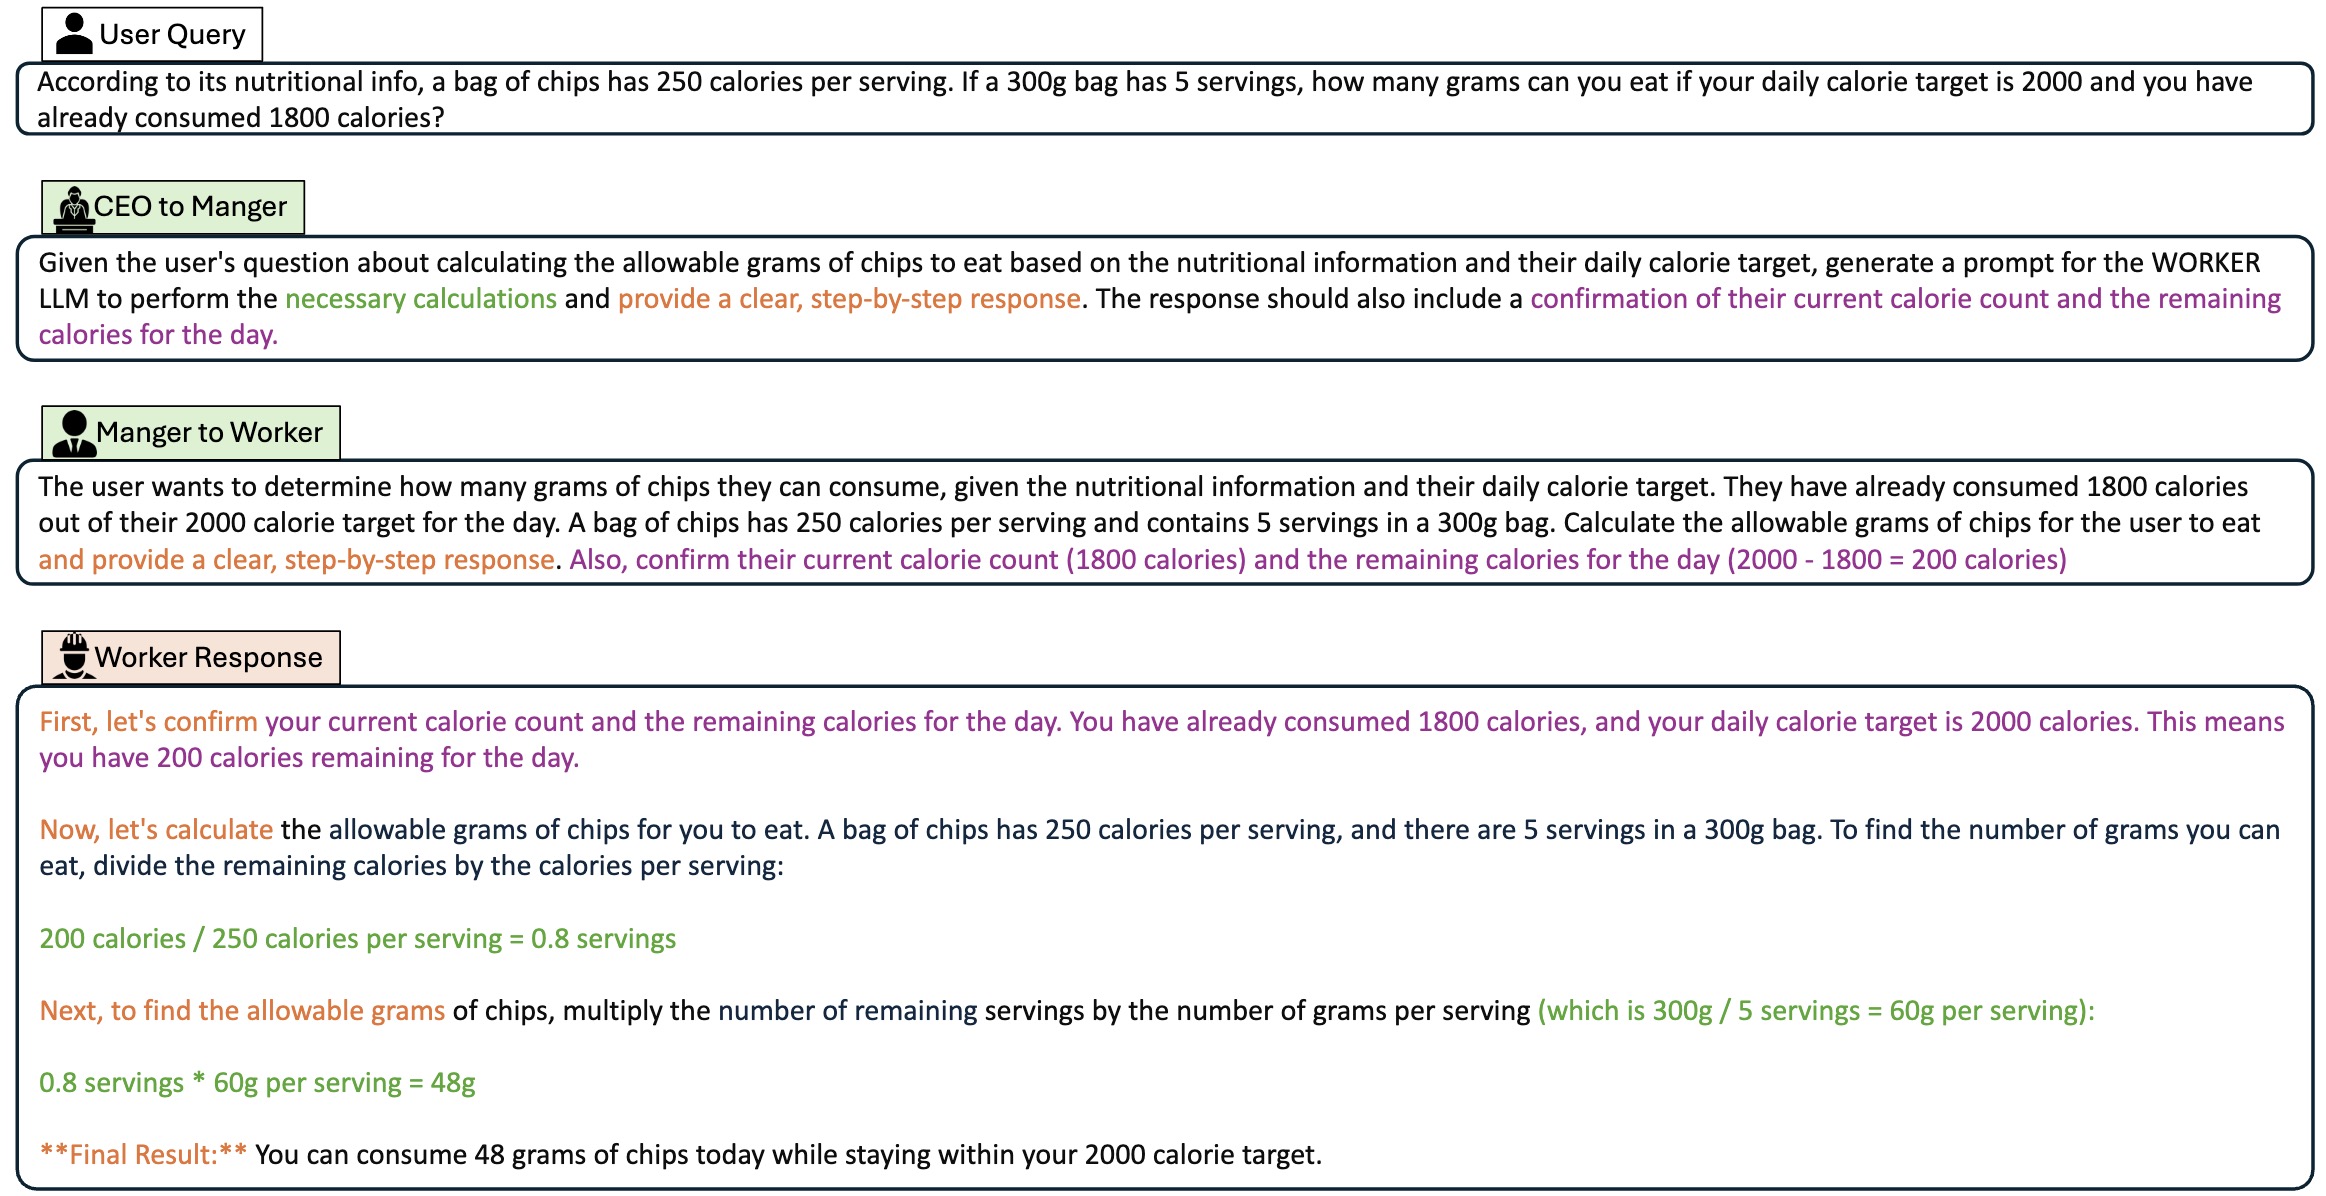 User Query
According to its nutritional info, a bag of chips has 250 calories per serving. If a 300g bag has 5 servings, how many grams can you eat if your daily calorie target is 2000 and you have
already consumed 1800 calories?
CEO to Manger
Given the user's question about calculating the allowable grams of chips to eat based on the nutritional information and their daily calorie target, generate a prompt for the WORKER
LLM to perform the necessary calculations and provide a clear, step-by-step response. The response should also include a confirmation of their current calorie count and the remaining
calories for the day.
Manger to Worker
The user wants to determine how many grams of chips they can consume, given the nutritional information and their daily calorie target. They have already consumed 1800 calories
out of their 2000 calorie target for the day. A bag of chips has 250 calories per serving and contains 5 servings in a 300g bag. Calculate the allowable grams of chips for the user to eat
and provide a clear, step-by-step response. Also, confirm their current calorie count (1800 calories) and the remaining calories for the day (2000 - 1800 = 200 calories)
Worker Response
First, let's confirm your current calorie count and the remaining calories for the day. You have already consumed 1800 calories, and your daily calorie target is 2000 calories. This means
you have 200 calories remaining for the day.
Now, let's calculate the allowable grams of chips for you to eat. A bag of chips has 250 calories per serving, and there are 5 servings in a 300g bag. To find the number of grams you can
eat, divide the remaining calories by the calories per serving:
200 calories / 250 calories per serving = 0.8 servings
Next, to find the allowable grams of chips, multiply the number of remaining servings by the number of grams per serving (which is 300g / 5 servings = 60g per serving):
0.8 servings * 60g per serving = 48g
**Final Result:** You can consume 48 grams of chips today while staying within your 2000 calorie target.